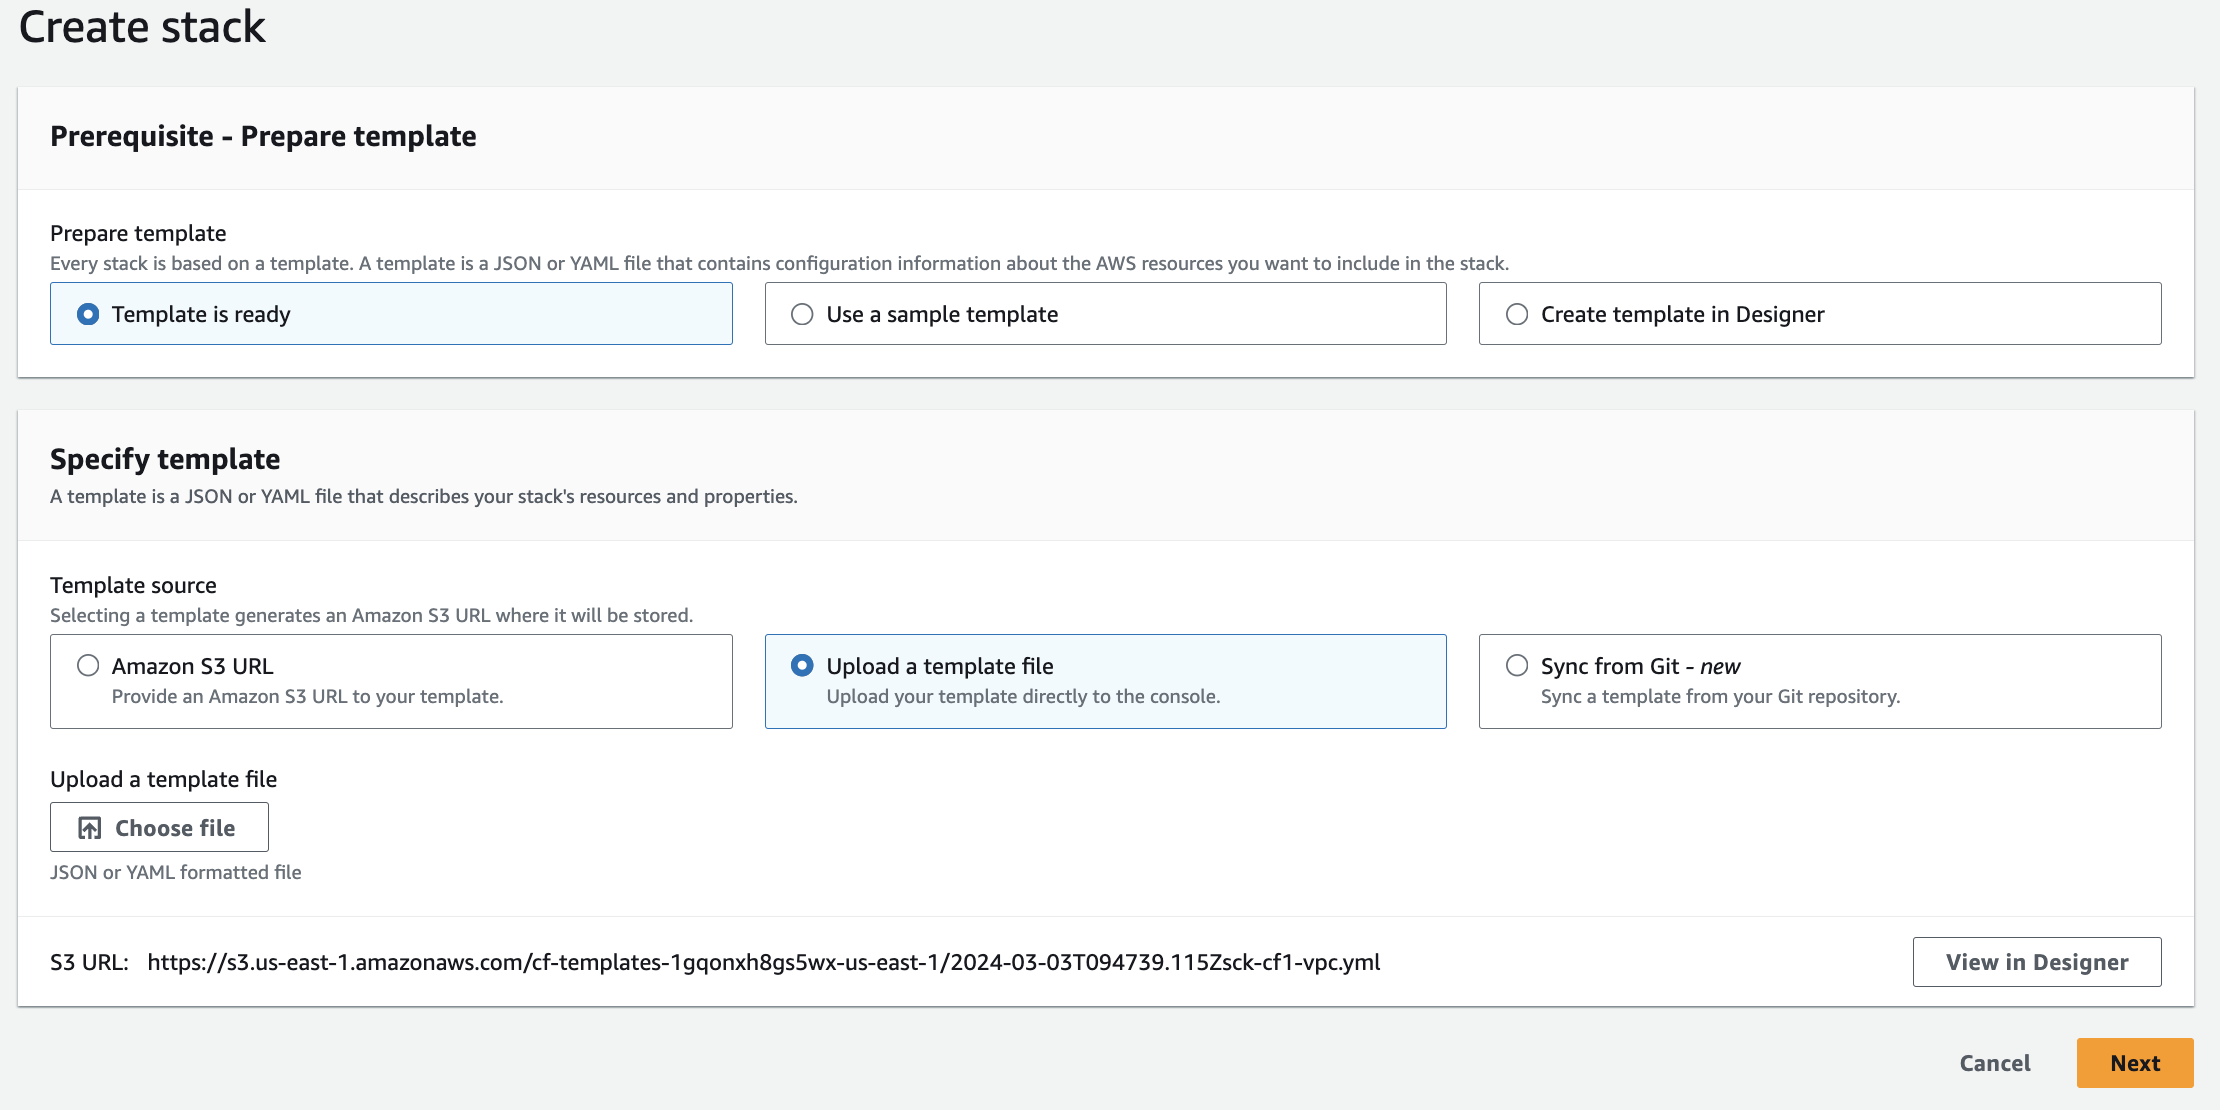 Create stack
Prerequisite - Prepare template
Prepare template
Every stack is based on a template. A template is a JSON or YAML file that contains configuration information about the AWS resources you want to include in the stack.
Template is ready
Use a sample template
Create template in Designer
Specify template
A template is a JSON or YAML file that describes your stack's resources and properties.
Template source
Selecting a template generates an Amazon S3 URL where it will be stored.
Amazon S3 URL
Provide an Amazon S3 URL to your template.
Upload a template file
Upload your template directly to the console.
Sync from Git - new
Sync a template from your Git repository.
Upload a template file
Choose file
JSON or YAML formatted file
S3 URL: https://s3.us-east-1.amazonaws.com/cf-templates-1gqonxh8gs5wx-us-east-1/2024-03-03T094739.115Zsck-cf1-vpc.yml
View in Designer
Cancel
Next